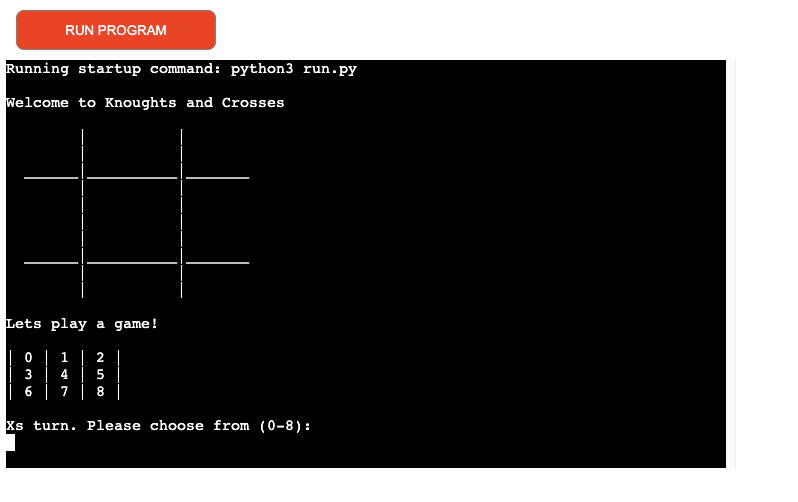 RUN PROGRAM
Running startup command: python3 run.py
Welcome to Knoughts and Crosses
Lets play a game!
| 0 | 1 | 2 |
| 3 | 4 | 5 |
| 6 | 7 | 8 |
Xs turn. Please choose from (0-8):